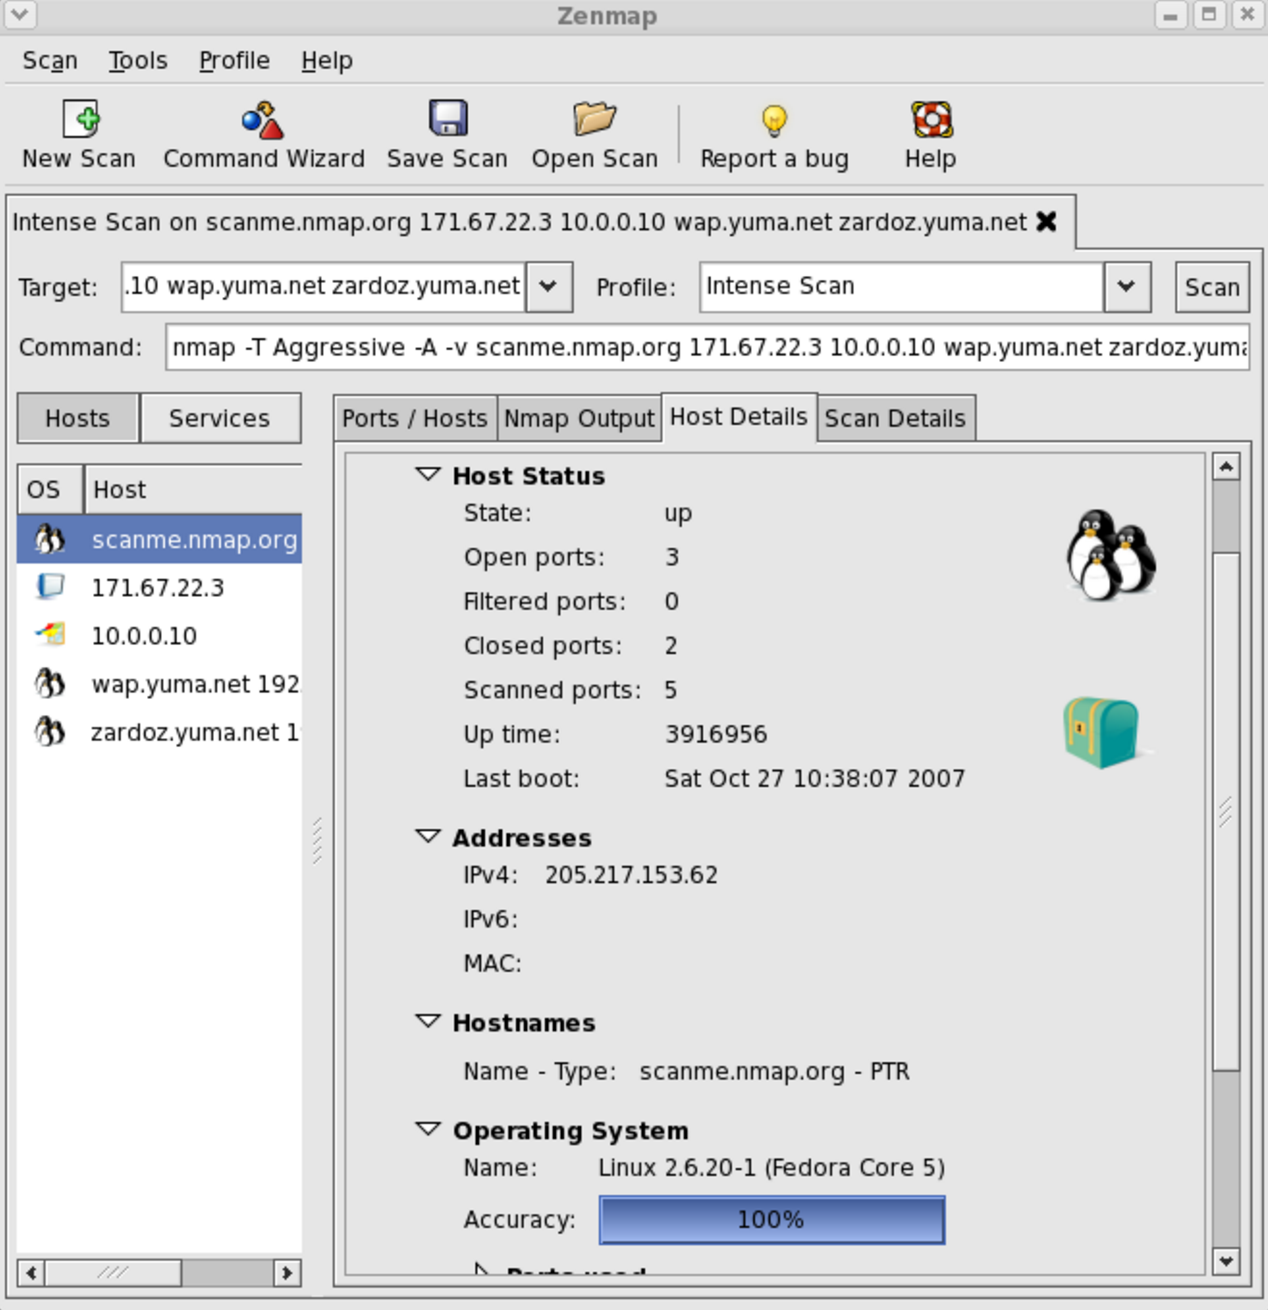 Zenmap
Scan Tools Profile Help
New Scan Command Wizard Save Scan Open Scan Report a bug Help
Intense Scan on scanme.nmap.org 171.67.22.3 10.0.0.10 wap.yuma.net zardoz.yuma.net
Target: .10 wap.yuma.net zardoz.yuma.net Profile: Intense Scan Scan
Command: nmap -T Aggressive -A -v scanme.nmap.org 171.67.22.3 10.0.0.10 wap.yuma.net zardoz.yuma
Hosts Services
OS Host
scanme.nmap.org
171.67.22.3
10.0.0.10
wap.yuma.net 192.
zardoz.yuma.net 1
Ports / Hosts Nmap Output Host Details Scan Details
Host Status
State: up
Open ports: 3
Filtered ports: 0
Closed ports: 2
Scanned ports: 5
Up time: 3916956
Last boot: Sat Oct 27 10:38:07 2007
Addresses
IPv4: 205.217.153.62
IPv6:
MAC:
Hostnames
Name - Type: scanme.nmap.org - PTR
Operating System
Name: Linux 2.6.20-1 (Fedora Core 5)
Accuracy: 100%
Ports used